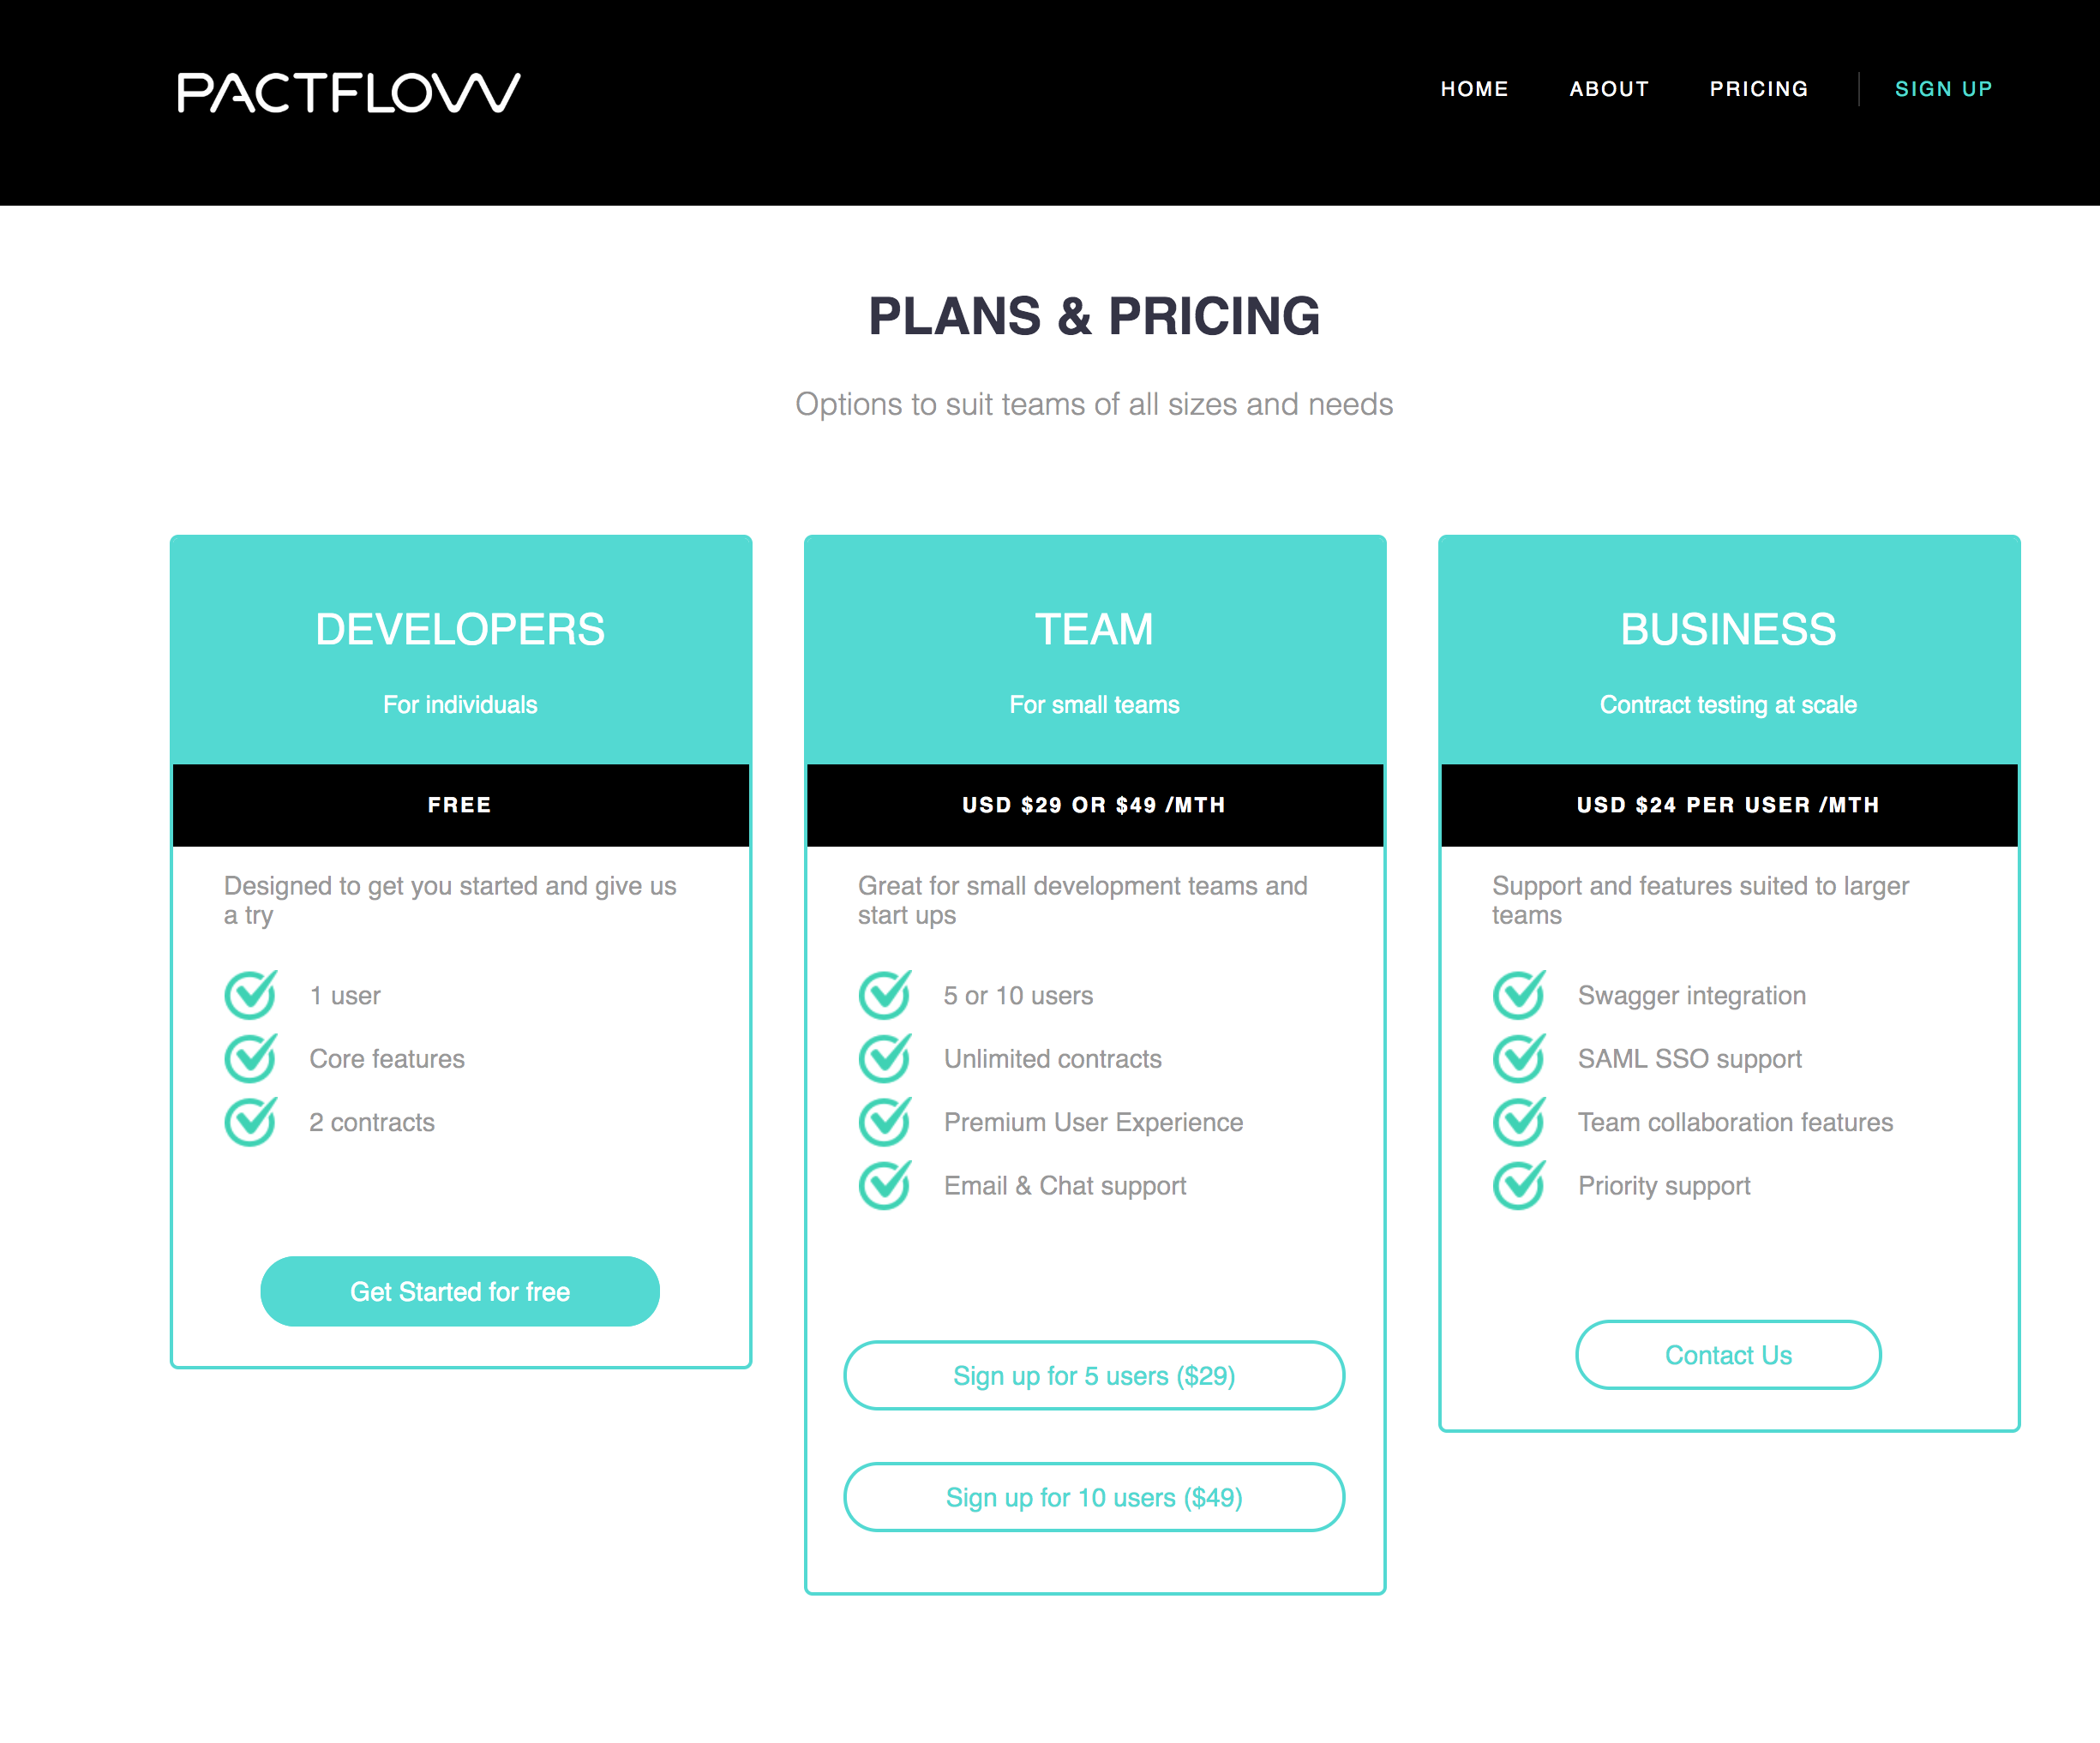 PACTFLOW
HOME ABOUT PRICING SIGN UP
PLANS & PRICING
Options to suit teams of all sizes and needs
DEVELOPERS
For individuals
FREE
Designed to get you started and give us
a try
1 user
Core features
2 contracts
Get Started for free
TEAM
For small teams
USD $29 OR $49 /MTH
Great for small development teams and
start ups
5 or 10 users
Unlimited contracts
Premium User Experience
Email & Chat support
Sign up for 5 users ($29)
Sign up for 10 users ($49)
BUSINESS
Contract testing at scale
USD $24 PER USER /MTH
Support and features suited to larger
teams
Swagger integration
SAML SSO support
Team collaboration features
Priority support
Contact Us